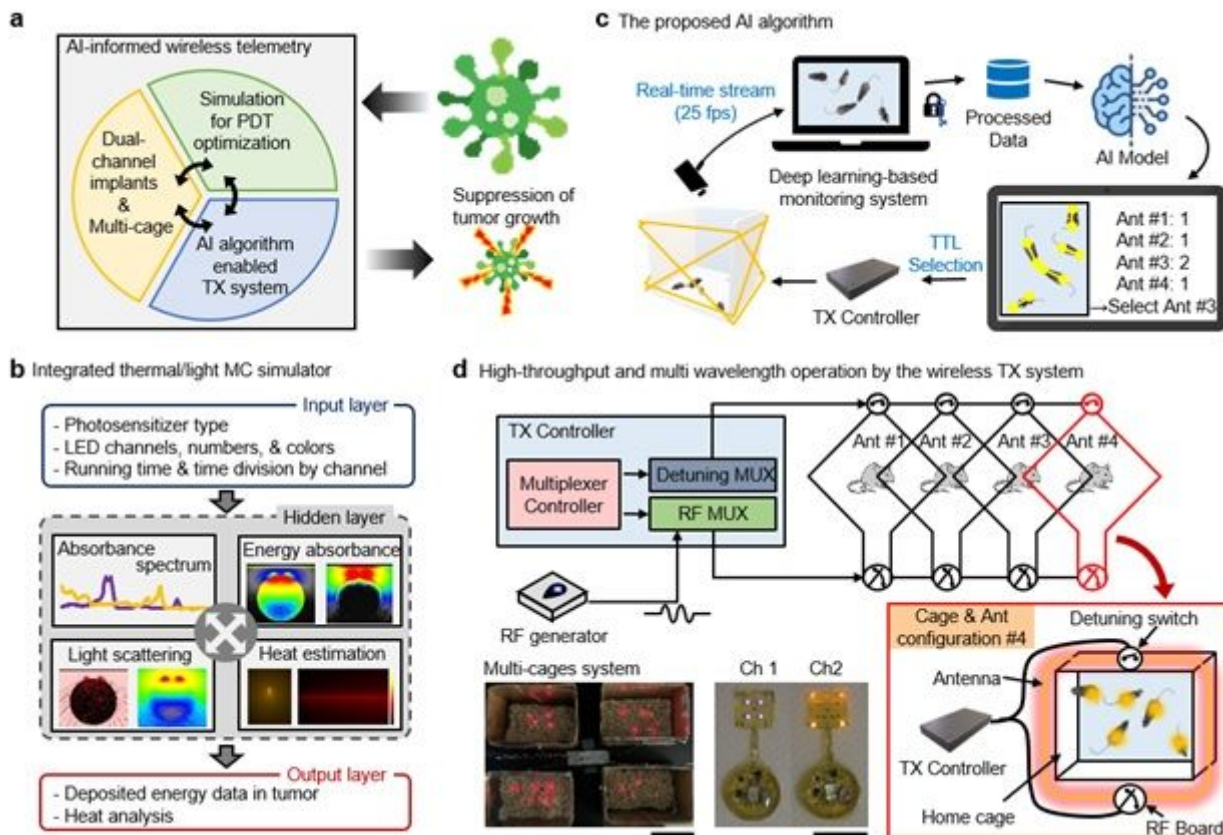 a
AI-informed wireless telemetry
Simulation
for PDT
optimization
Dual-
channel
implants
&
Multi-cage
AI algorithm
enabled
TX system
Suppression of
tumor growth
b Integrated thermal/light MC simulator
Input layer
- Photosensitizer type
- LED channels, numbers, & colors
- Running time & time division by channel
Hidden layer
Absorbance
spectrum
Energy absorbance
Light scattering
Heat estimation
Output layer
- Deposited energy data in tumor
- Heat analysis
c The proposed AI algorithm
Real-time stream
(25 fps)
Deep learning-based
monitoring system
Processed
Data
AI Model
Ant #1: 1
Ant #2: 1
Ant #3: 2
Ant #4: 1
→Select Ant #3
TTL
Selection
TX Controller
d High-throughput and multi wavelength operation by the wireless TX system
TX Controller
Multiplexer
Controller
Detuning MUX
RF MUX
RF generator
Ant #1
Ant #2
Ant #3
Ant #4
Multi-cages system
Ch 1
Ch2
Cage & Ant
configuration #4
Detuning switch
Antenna
TX Controller
Home cage
RF Board